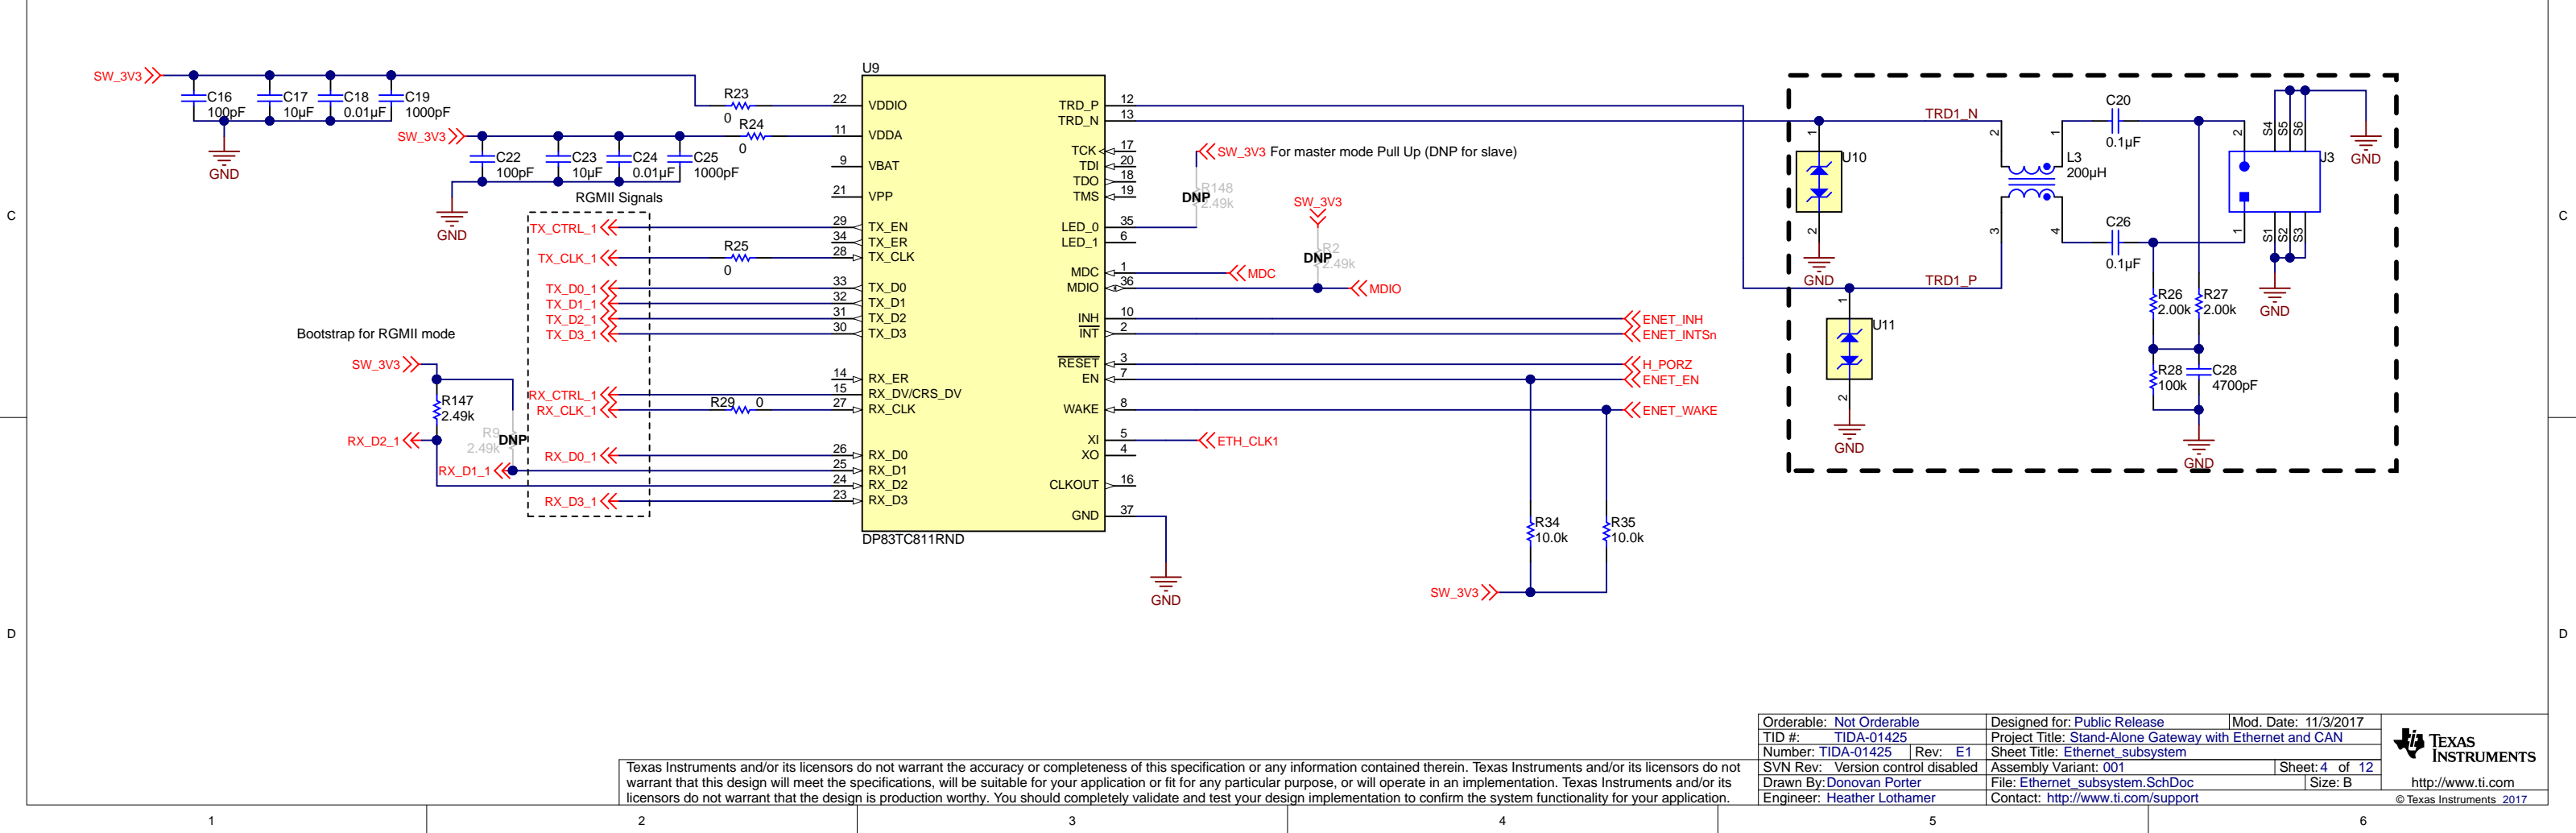 SW_3V3
C16
100pF
C17
10µF
C18
0.01µF
C19
1000pF
GND
R23
0
SW_3V3
R24
0
C22
100pF
C23
10µF
C24
0.01µF
C25
1000pF
GND
RGMII Signals
TX_CTRL_1
TX_CLK_1
R25
0
TX_D0_1
TX_D1_1
TX_D2_1
TX_D3_1
Bootstrap for RGMII mode
SW_3V3
R147
2.49k
R9
2.49k
DNP
RX_CTRL_1
RX_CLK_1
R29 0
RX_D2_1
RX_D0_1
RX_D1_1
RX_D3_1
U9
22 VDDIO
11 VDDA
9 VBAT
21 VPP
29 TX_EN
34 TX_ER
28 TX_CLK
33 TX_D0
32 TX_D1
31 TX_D2
30 TX_D3
14 RX_ER
15 RX_DV/CRS_DV
27 RX_CLK
26 RX_D0
25 RX_D1
24 RX_D2
23 RX_D3
TRD_P 12
TRD_N 13
TCK 17
TDI 20
TDO 18
TMS 19
LED_0 35
LED_1 6
MDC 1
MDIO 36
INH 10
INT 2
RESET 3
EN 7
WAKE 8
XI 5
XO 4
CLKOUT 16
GND 37
DP83TC811RND
GND
SW_3V3 For master mode Pull Up (DNP for slave)
R148
DNP
2.49k
SW_3V3
R2
DNP
2.49k
MDC
MDIO
ENET_INH
ENET_INTSn
H_PORZ
ENET_EN
ENET_WAKE
ETH_CLK1
R34
10.0k
R35
10.0k
SW_3V3
1
U10
2
GND
1
U11
2
GND
TRD1_N
TRD1_P
2
1
3
4
L3
200µH
C20
0.1µF
C26
0.1µF
R26
2.00k
R27
2.00k
R28
100k
C28
4700pF
GND
2
S4
S5
S6
J3
1
S1
S2
S3
GND
GND
C
C
D
D
Texas Instruments and/or its licensors do not warrant the accuracy or completeness of this specification or any information contained therein. Texas Instruments and/or its licensors do not
warrant that this design will meet the specifications, will be suitable for your application or fit for any particular purpose, or will operate in an implementation. Texas Instruments and/or its
licensors do not warrant that the design is production worthy. You should completely validate and test your design implementation to confirm the system functionality for your application.
Orderable: Not Orderable Designed for: Public Release Mod. Date: 11/3/2017
TID #: TIDA-01425 Project Title: Stand-Alone Gateway with Ethernet and CAN
Number: TIDA-01425 Rev: E1 Sheet Title: Ethernet_subsystem
SVN Rev: Version control disabled Assembly Variant: 001 Sheet: 4 of 12
Drawn By: Donovan Porter File: Ethernet_subsystem.SchDoc Size: B
Engineer: Heather Lothamer Contact: http://www.ti.com/support
TEXAS
INSTRUMENTS
http://www.ti.com
© Texas Instruments 2017
1 2 3 4 5 6